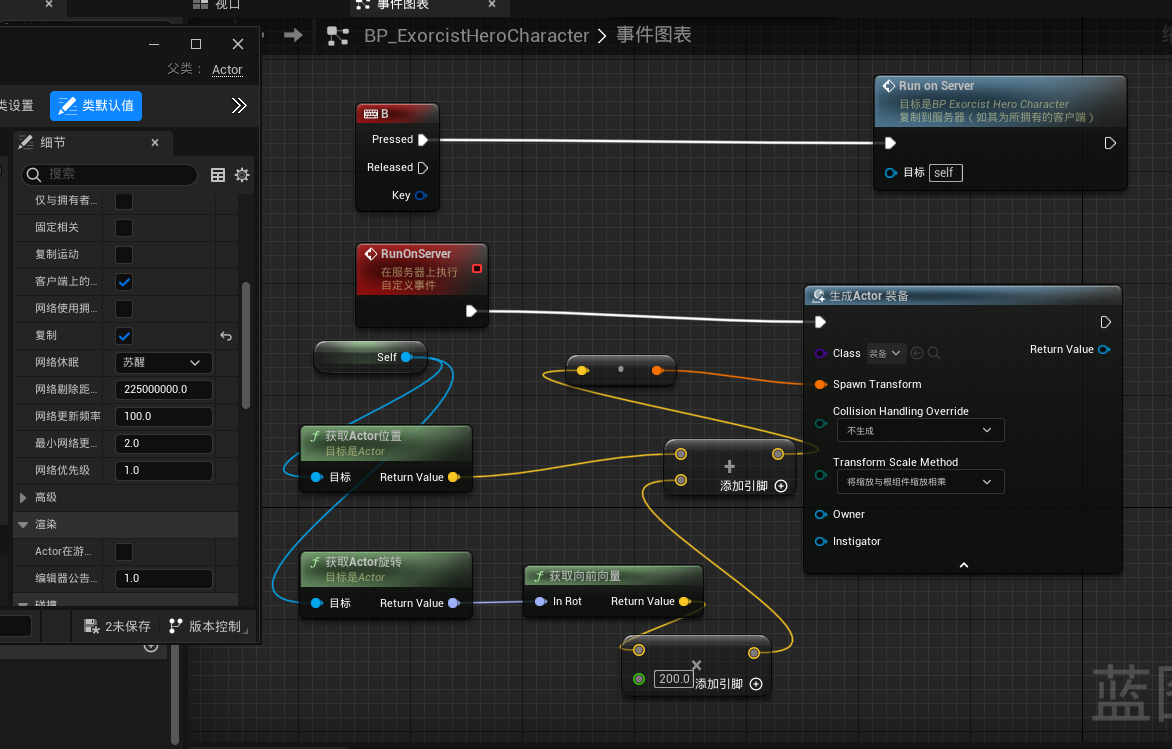 视口
事件图表
BP_ExorcistHeroCharacter > 事件图表
父类： Actor
类设置
类默认值
细节
搜索
仅与拥有者...
固定相关
复制运动
客户端上的...
网络使用拥...
复制
网络休眠 苏醒
网络剔除距... 225000000.0
网络更新频率 100.0
最小网络更... 2.0
网络优先级 1.0
高级
渲染
Actor在游...
编辑器公告... 1.0
碰撞
2未保存 版本控制
B
Pressed
Released
Key
Run on Server
目标是BP Exorcist Hero Character
复制到服务器（如其为所拥有的客户端）
目标 self
RunOnServer
在服务器上执行
自定义事件
Self
获取Actor位置
目标是Actor
目标 Return Value
获取Actor旋转
目标是Actor
目标 Return Value
获取向前向量
In Rot Return Value
+
添加引脚
×
200.0 添加引脚
生成Actor 装备
Class 装备
Return Value
Spawn Transform
Collision Handling Override
不生成
Transform Scale Method
将缩放与根组件缩放相乘
Owner
Instigator
蓝